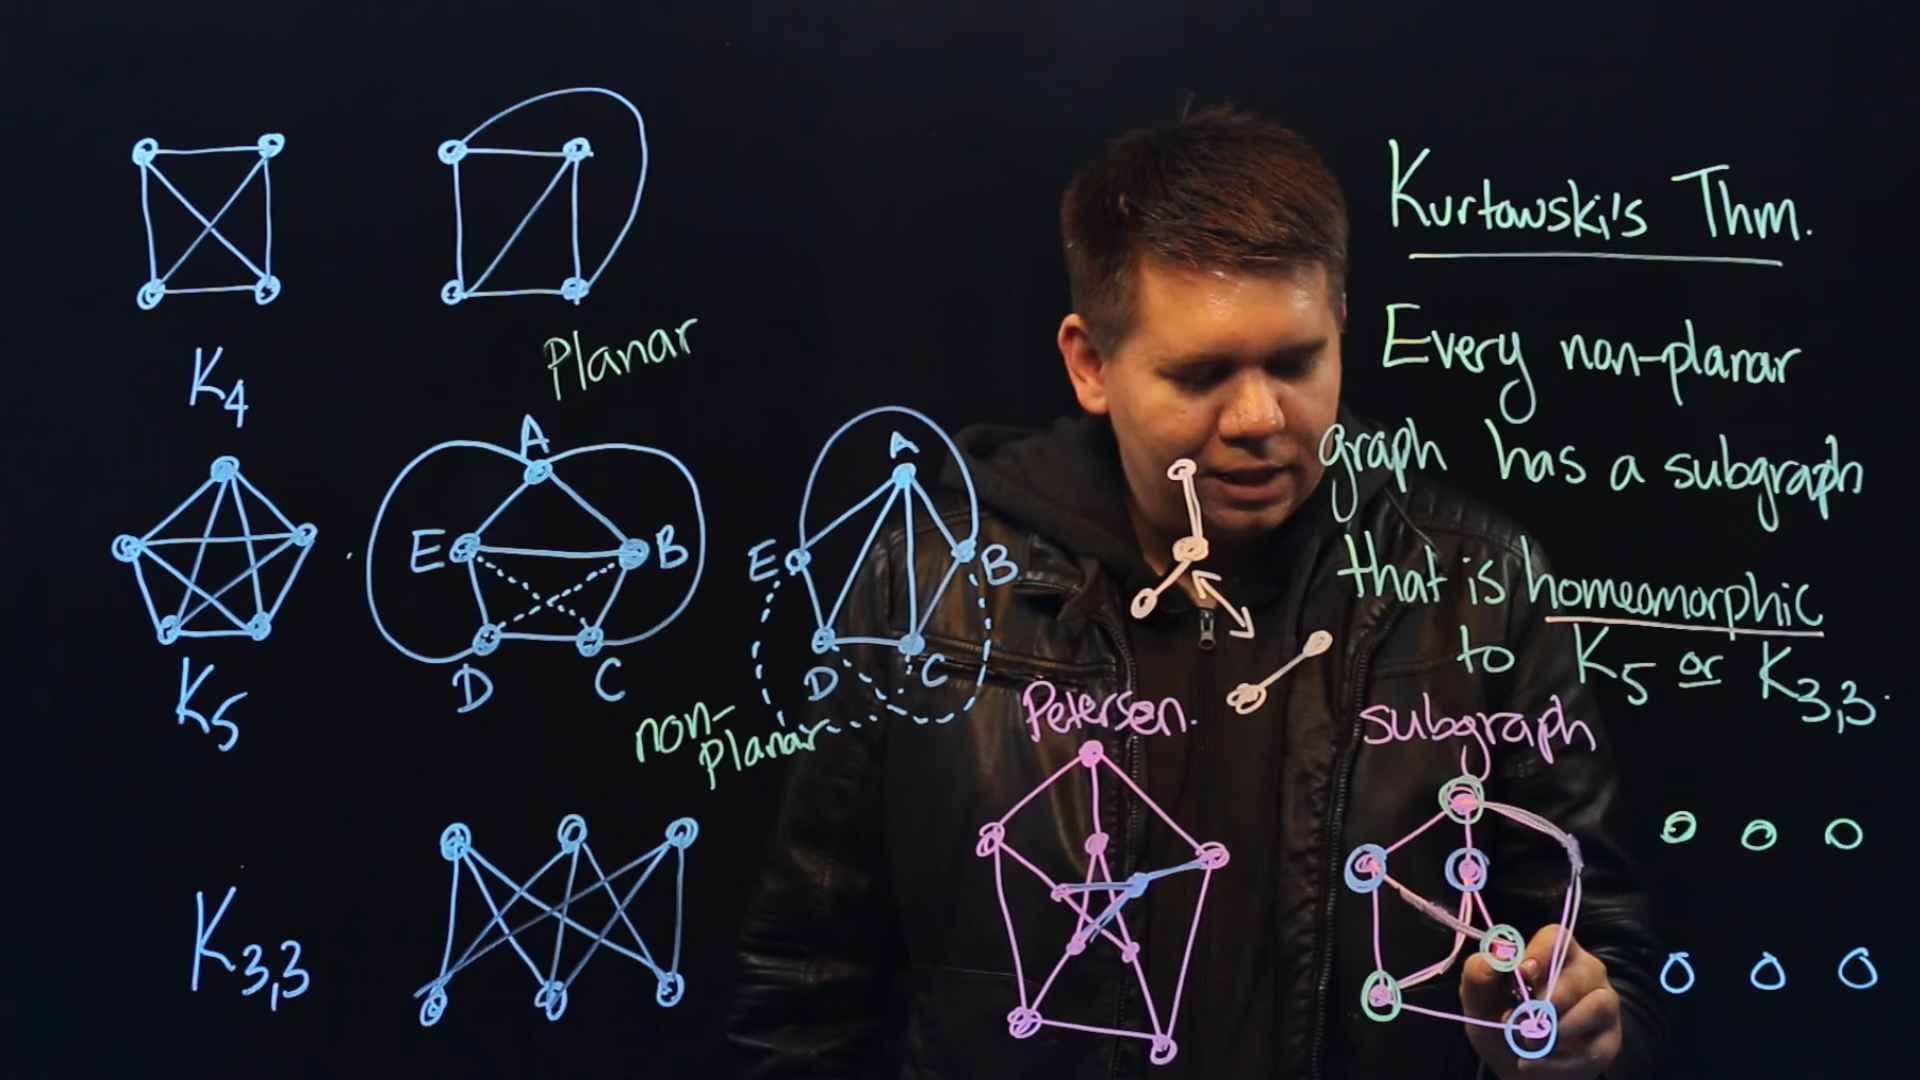 K4
Planar
K5
A
E
B
D
C
A
E
B
D
C
non-
Planar
K3,3
Kurtowski's Thm.
Every non-planar
graph has a subgraph
that is homeomorphic
to K5 or K3,3.
Petersen.
subgraph